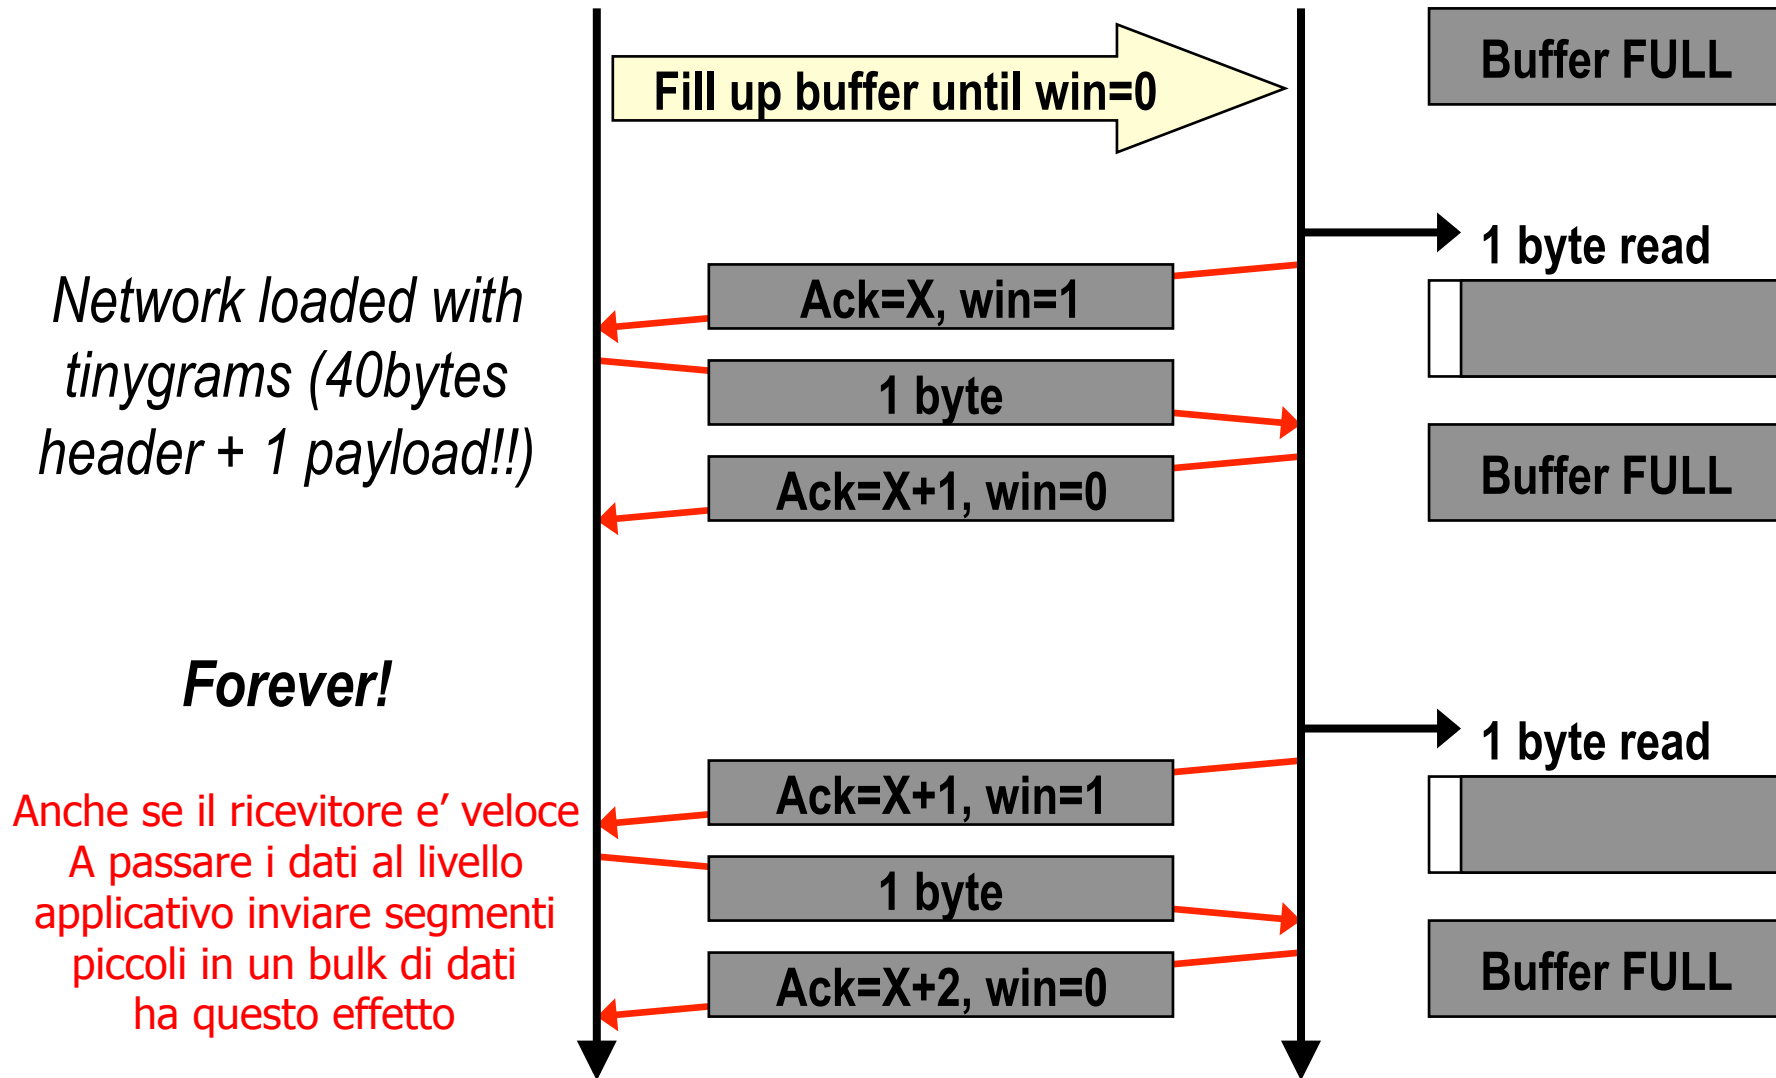 Fill up buffer until win=0
Buffer FULL
1 byte read
Network loaded with
tinygrams (40bytes
header + 1 payload!!)
Ack=X, win=1
1 byte
Ack=X+1, win=0
Buffer FULL
Forever!
1 byte read
Anche se il ricevitore e’ veloce
A passare i dati al livello
applicativo inviare segmenti
piccoli in un bulk di dati
ha questo effetto
Ack=X+1, win=1
1 byte
Ack=X+2, win=0
Buffer FULL